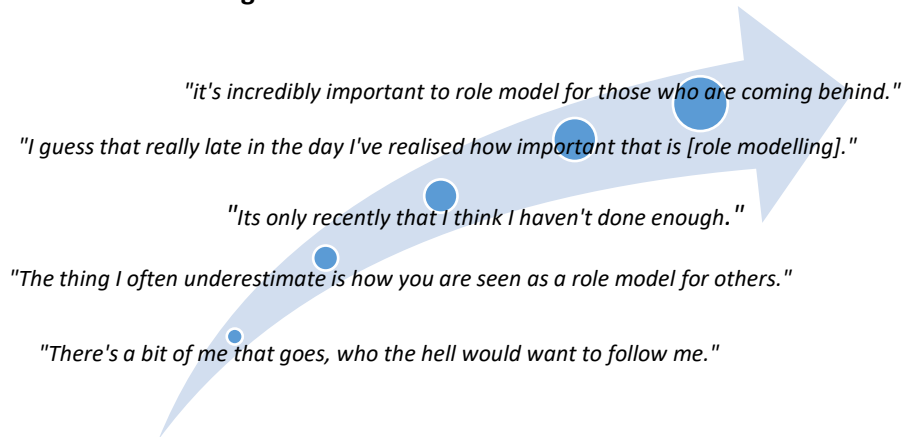 "it's incredibly important to role model for those who are coming behind."
"I guess that really late in the day I've realised how important that is [role modelling]."
"Its only recently that I think I haven't done enough."
"The thing I often underestimate is how you are seen as a role model for others."
"There's a bit of me that goes, who the hell would want to follow me."